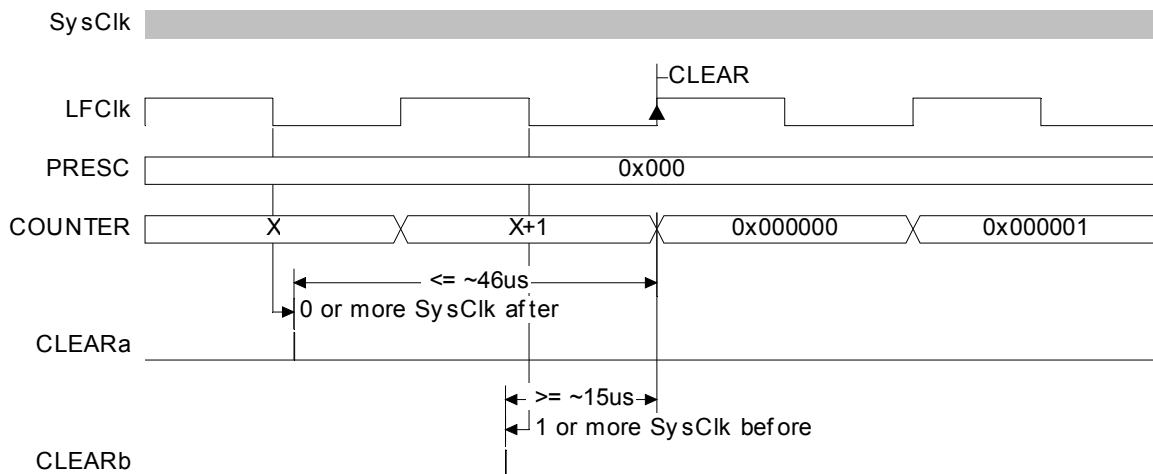 SysClk
CLEAR
LFClk
PRESC 0x000
COUNTER X X+1 0x000000 0x000001
<= ~46us
0 or more SysClk after
CLEARa
>= ~15us
1 or more SysClk before
CLEARb